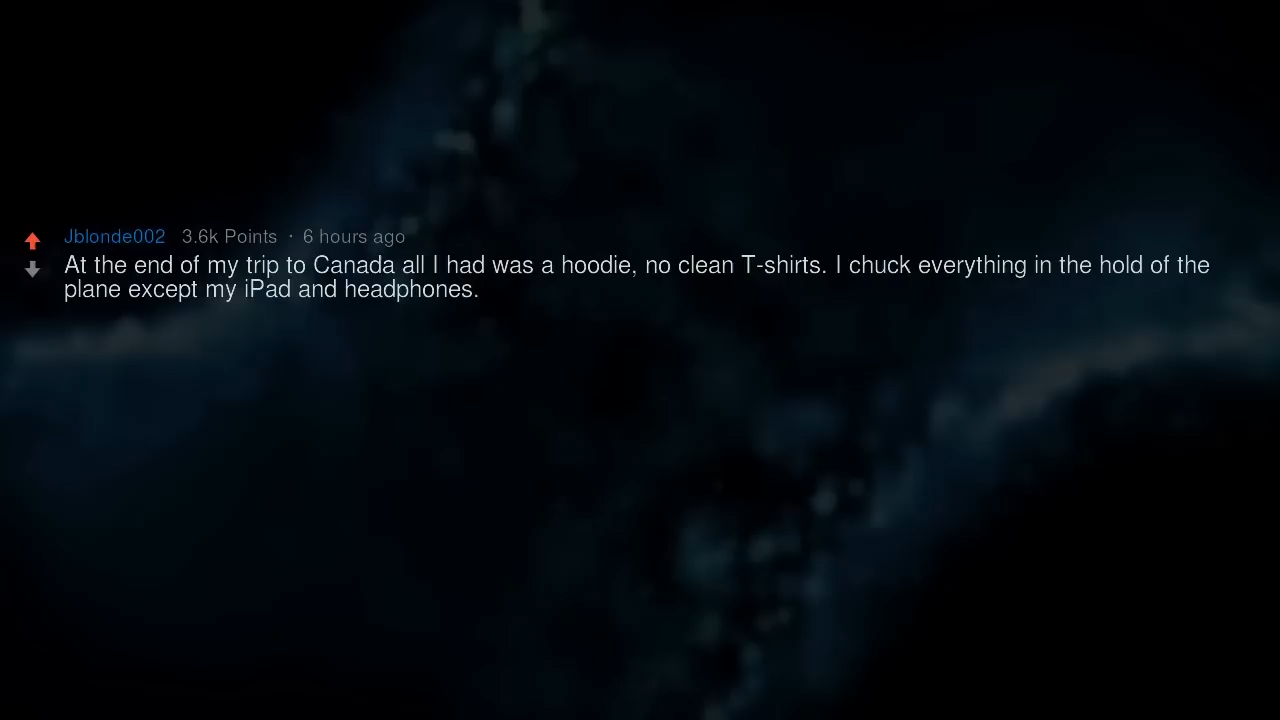 Jblonde002 3.6k Points · 6 hours ago
At the end of my trip to Canada all I had was a hoodie, no clean T-shirts. I chuck everything in the hold of the
plane except my iPad and headphones.